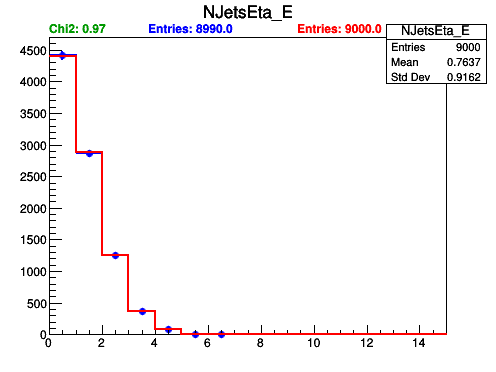 NJetsEta_E
Chi2: 0.97 Entries: 8990.0 Entries: 9000.0
NJetsEta_E
Entries 9000
Mean 0.7637
Std Dev 0.9162
4500
4000
3500
3000
2500
2000
1500
1000
500
0
0 2 4 6 8 10 12 14